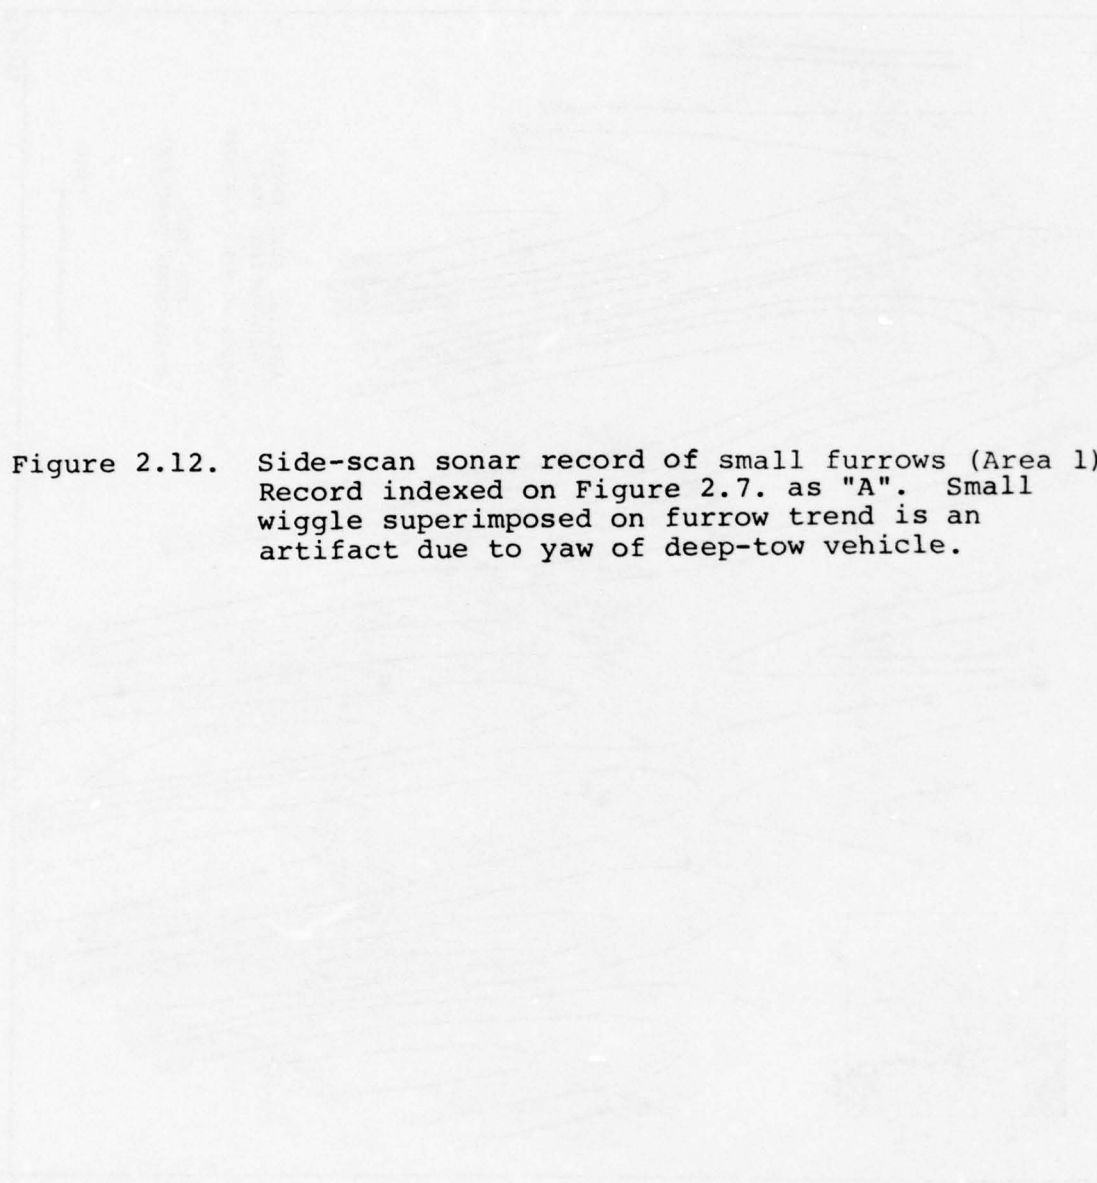 Figure 2.12. Side-scan sonar record of small furrows (Area 1)
Record indexed on Figure 2.7. as "A". Small
wiggle superimposed on furrow trend is an
artifact due to yaw of deep-tow vehicle.